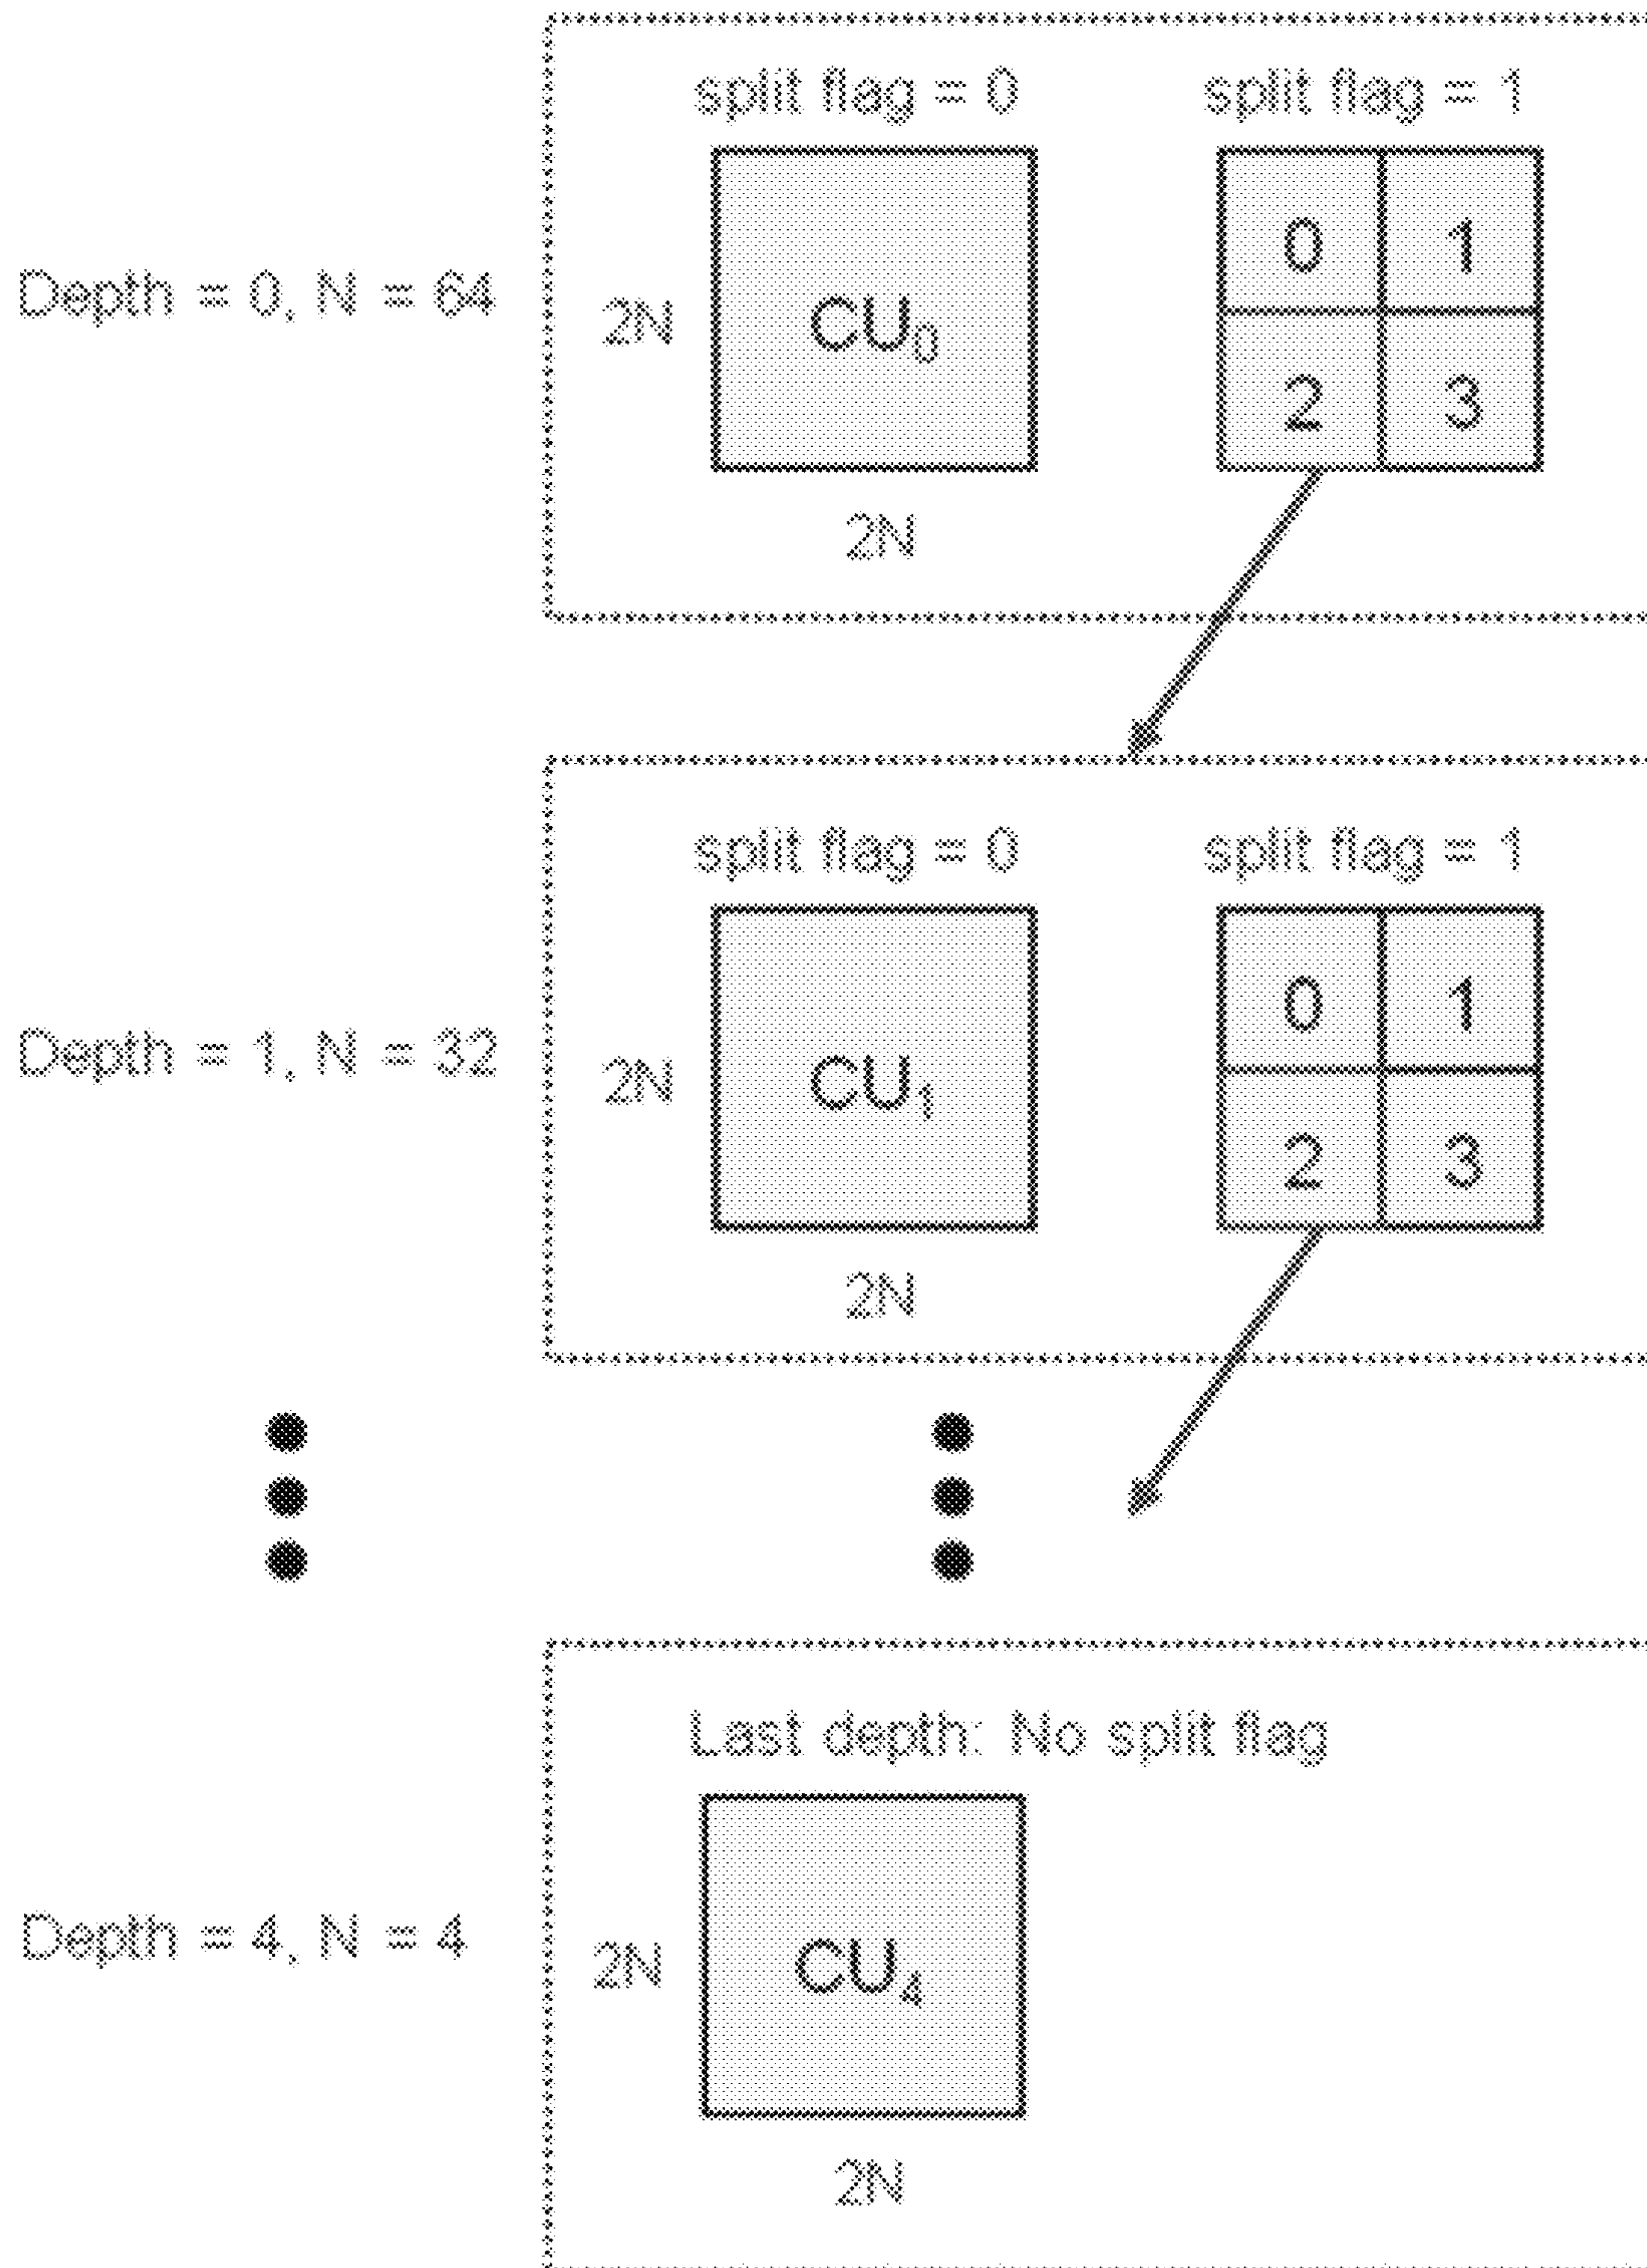 split flag = 0
split flag = 1
Depth = 0, N = 64
2N
CU₀
0
1
2
3
2N
split flag = 0
split flag = 1
Depth = 1, N = 32
2N
CU₁
0
1
2
3
2N
Last depth: No split flag
Depth = 4, N = 4
2N
CU₄
2N